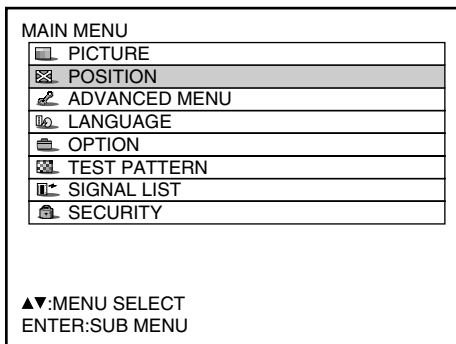 MAIN MENU
PICTURE
POSITION
ADVANCED MENU
LANGUAGE
OPTION
TEST PATTERN
SIGNAL LIST
SECURITY
▲▼:MENU SELECT
ENTER:SUB MENU